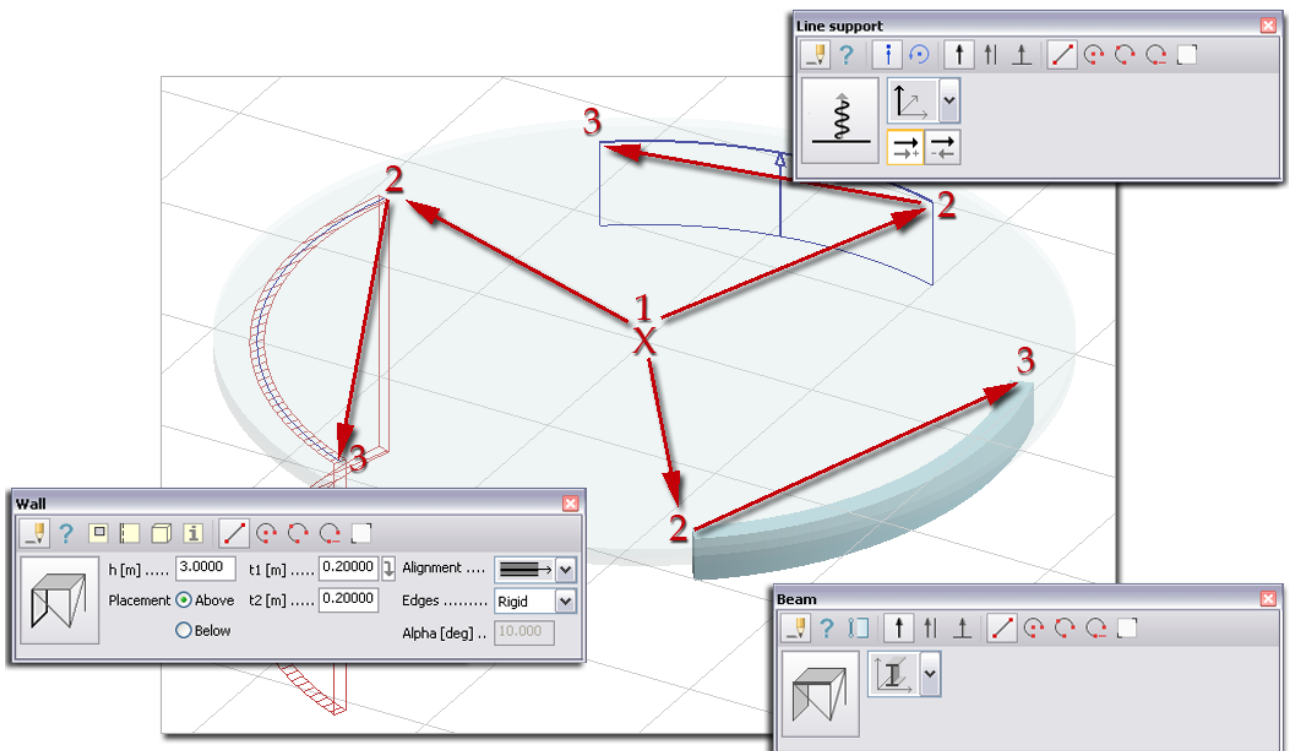 Line support
?
3
2
2
1
X
3
3
2
Wall
?
i
h [m] ..... 3.0000 t1 [m] ..... 0.20000 Alignment ....
Placement Above t2 [m] ..... 0.20000 Edges ......... Rigid
Below Alpha [deg] .. 10.000
Beam
?